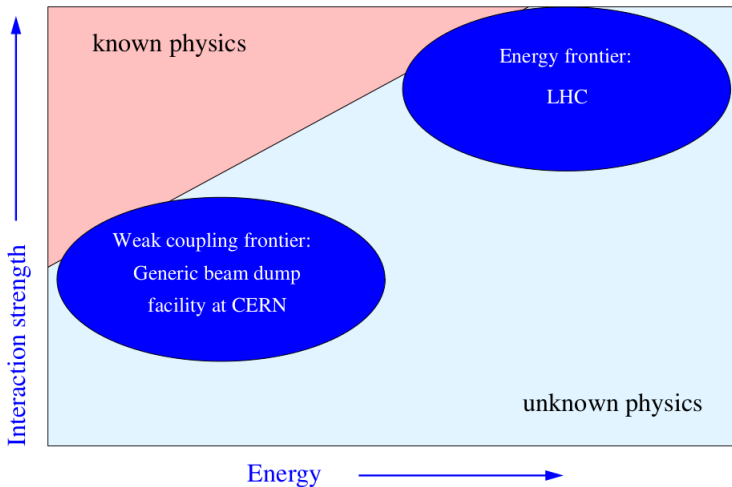 known physics
Energy frontier:
LHC
Weak coupling frontier:
Generic beam dump
facility at CERN
unknown physics
Interaction strength
Energy